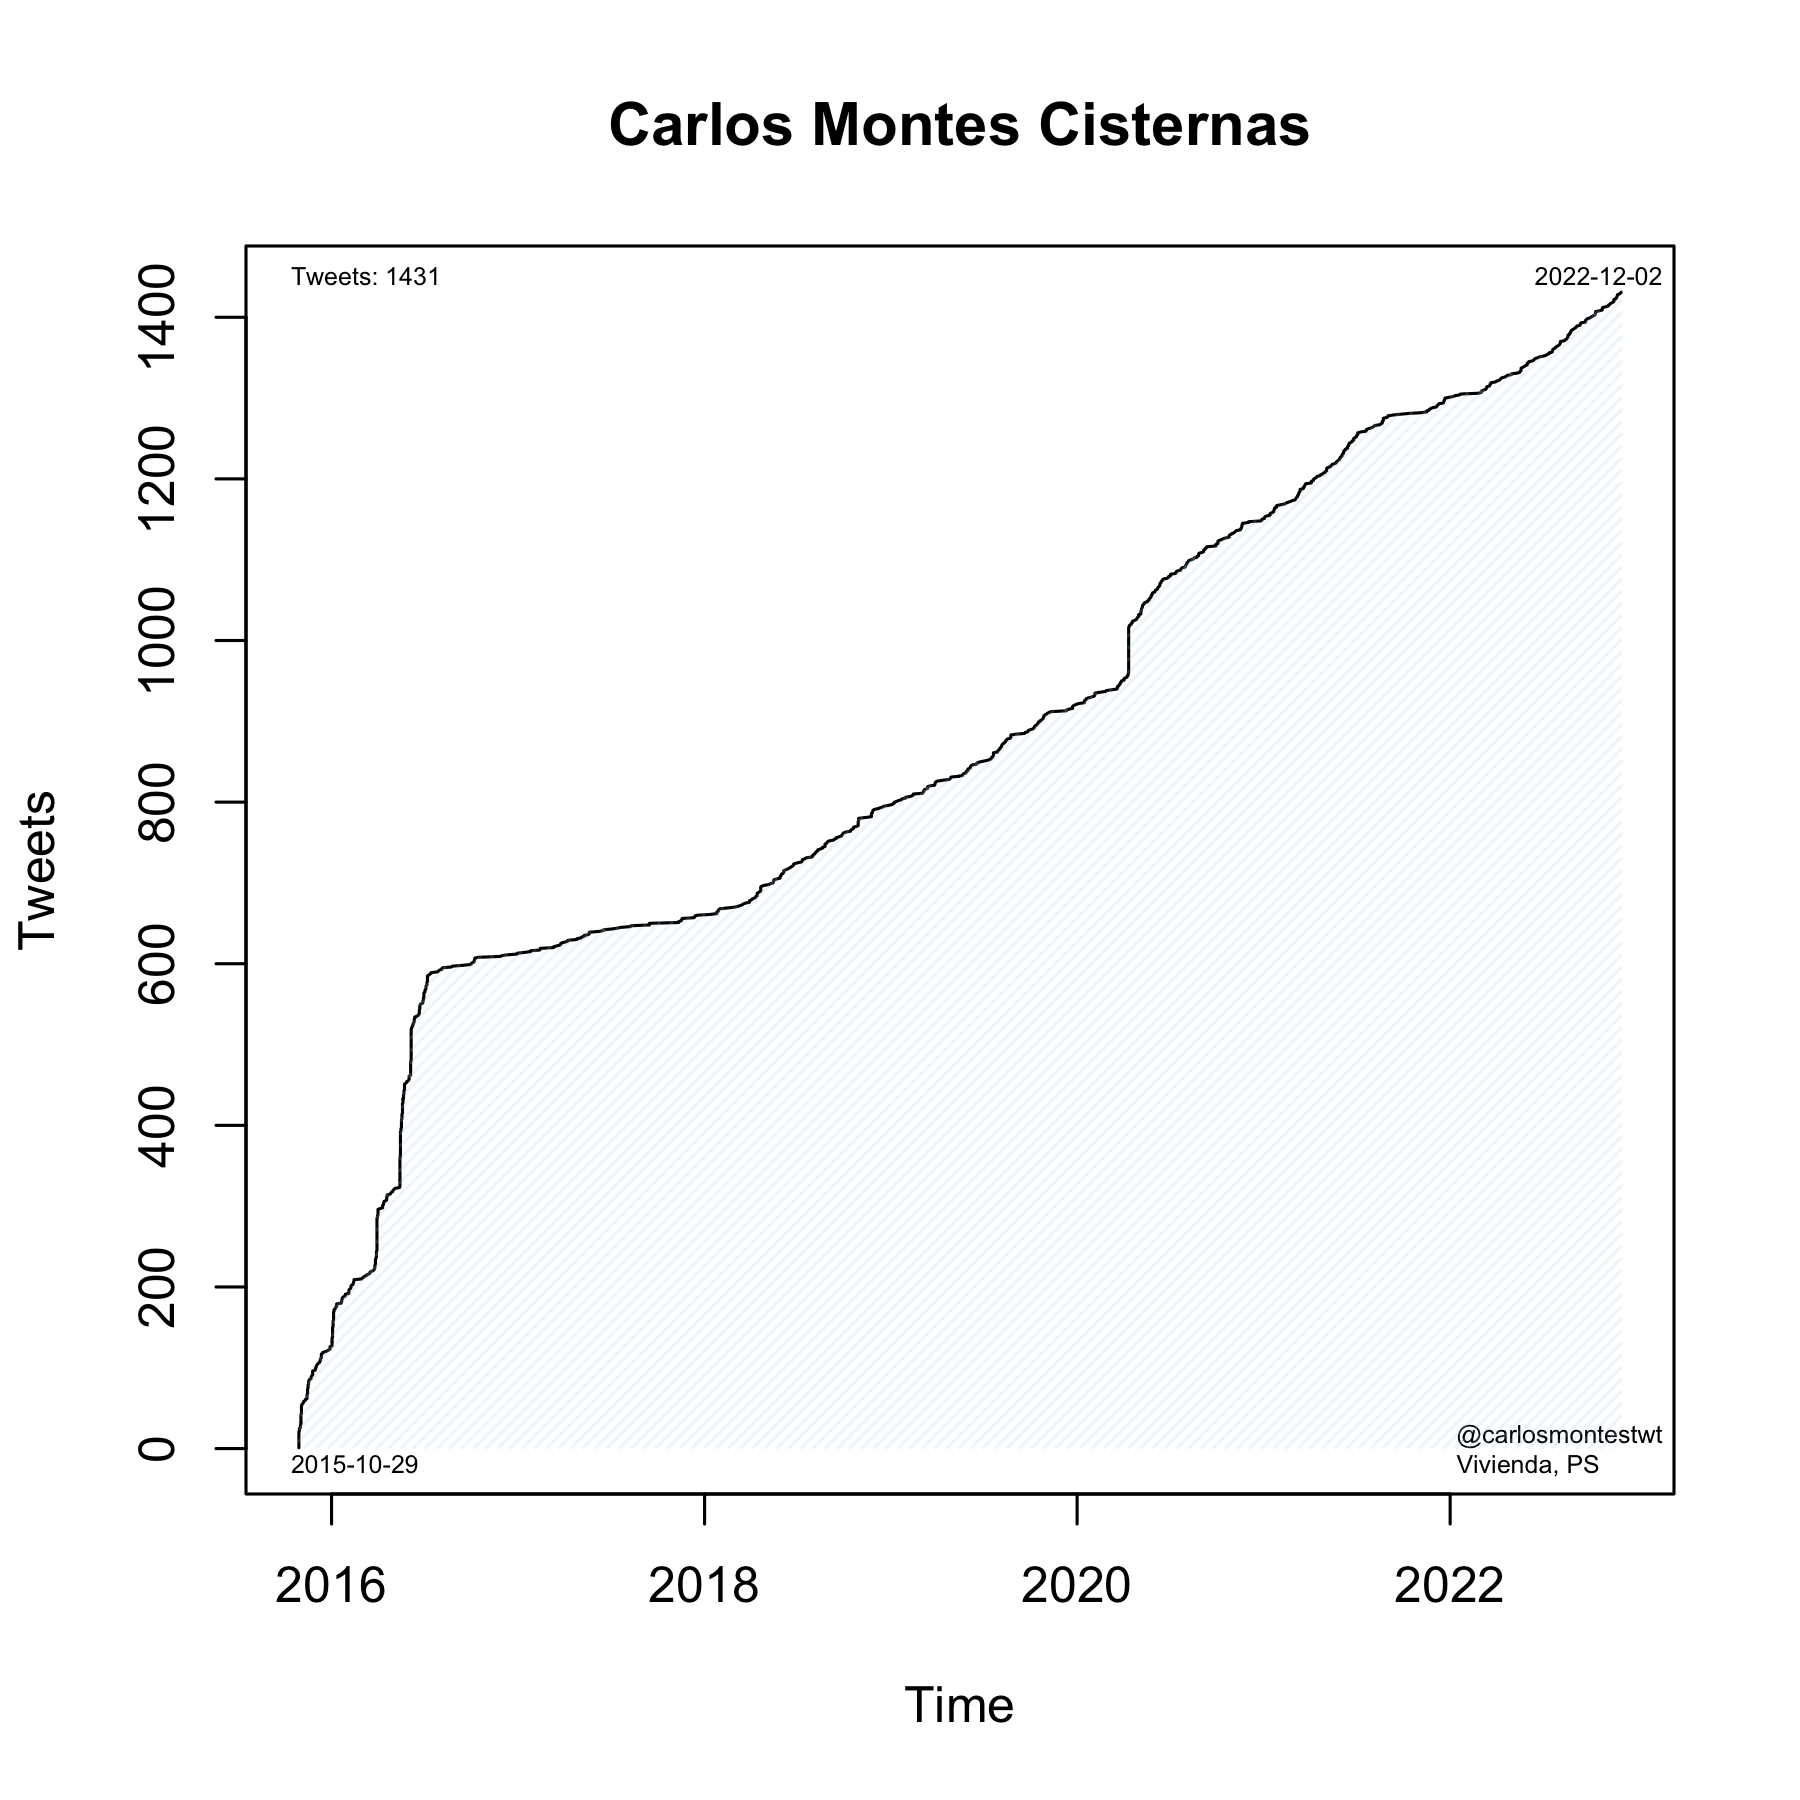 Carlos Montes Cisternas
Tweets: 1431
2022-12-02
1400
1200
1000
800
600
400
200
0
Tweets
@carlosmontestwt
Vivienda, PS
2015-10-29
2016
2018
2020
2022
Time